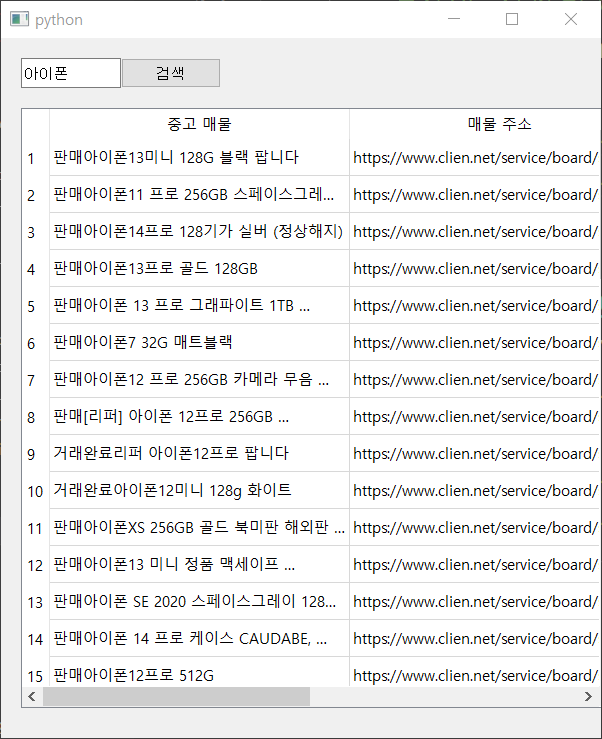 python
아이폰 검색
중고 매물 매물 주소
1 판매아이폰13미니 128G 블랙 팝니다 https://www.clien.net/service/board/
2 판매아이폰11 프로 256GB 스페이스그레... https://www.clien.net/service/board/
3 판매아이폰14프로 128기가 실버 (정상해지) https://www.clien.net/service/board/
4 판매아이폰13프로 골드 128GB https://www.clien.net/service/board/
5 판매아이폰 13 프로 그래파이트 1TB ... https://www.clien.net/service/board/
6 판매아이폰7 32G 매트블랙 https://www.clien.net/service/board/
7 판매아이폰12 프로 256GB 카메라 무음 ... https://www.clien.net/service/board/
8 판매[리퍼] 아이폰 12프로 256GB ... https://www.clien.net/service/board/
9 거래완료리퍼 아이폰12프로 팝니다 https://www.clien.net/service/board/
10 거래완료아이폰12미니 128g 화이트 https://www.clien.net/service/board/
11 판매아이폰XS 256GB 골드 북미판 해외판 ... https://www.clien.net/service/board/
12 판매아이폰13 미니 정품 맥세이프 ... https://www.clien.net/service/board/
13 판매아이폰 SE 2020 스페이스그레이 128... https://www.clien.net/service/board/
14 판매아이폰 14 프로 케이스 CAUDABE, ... https://www.clien.net/service/board/
15 판매아이폰12프로 512G https://www.clien.net/service/board/